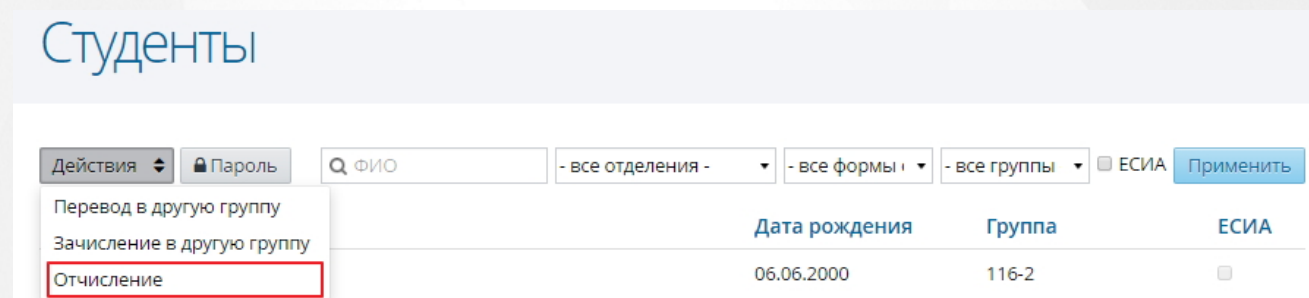 Студенты
Действия Пароль ФИО - все отделения - - все формы - все группы ЕСИА Применить
Перевод в другую группу
Зачисление в другую группу
Дата рождения Группа ЕСИА
Отчисление 06.06.2000 116-2